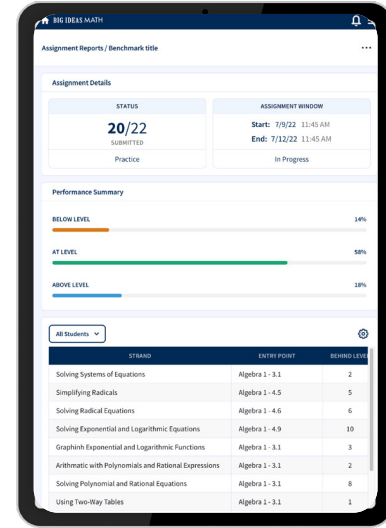 BIG IDEAS MATH
Assignment Reports / Benchmark title
Assignment Details
STATUS
20/22
SUBMITTED
Practice
ASSIGNMENT WINDOW
Start: 7/9/22 11:45 AM
End: 7/12/22 11:45 AM
In Progress
Performance Summary
BELOW LEVEL 14%
AT LEVEL 58%
ABOVE LEVEL 18%
All Students
STRAND ENTRY POINT BEHIND LEVEL
Solving Systems of Equations Algebra 1 - 3.1 2
Simplifying Radicals Algebra 1 - 4.5 5
Solving Radical Equations Algebra 1 - 4.6 6
Solving Exponential and Logarithmic Equations Algebra 1 - 4.9 10
Graphinh Exponential and Logarithmic Functions Algebra 1 - 3.1 3
Arithmatic with Polynomials and Rational Expressions Algebra 1 - 3.1 2
Solving Polynomial and Rational Equations Algebra 1 - 3.1 8
Using Two-Way Tables Algebra 1 - 3.1 1